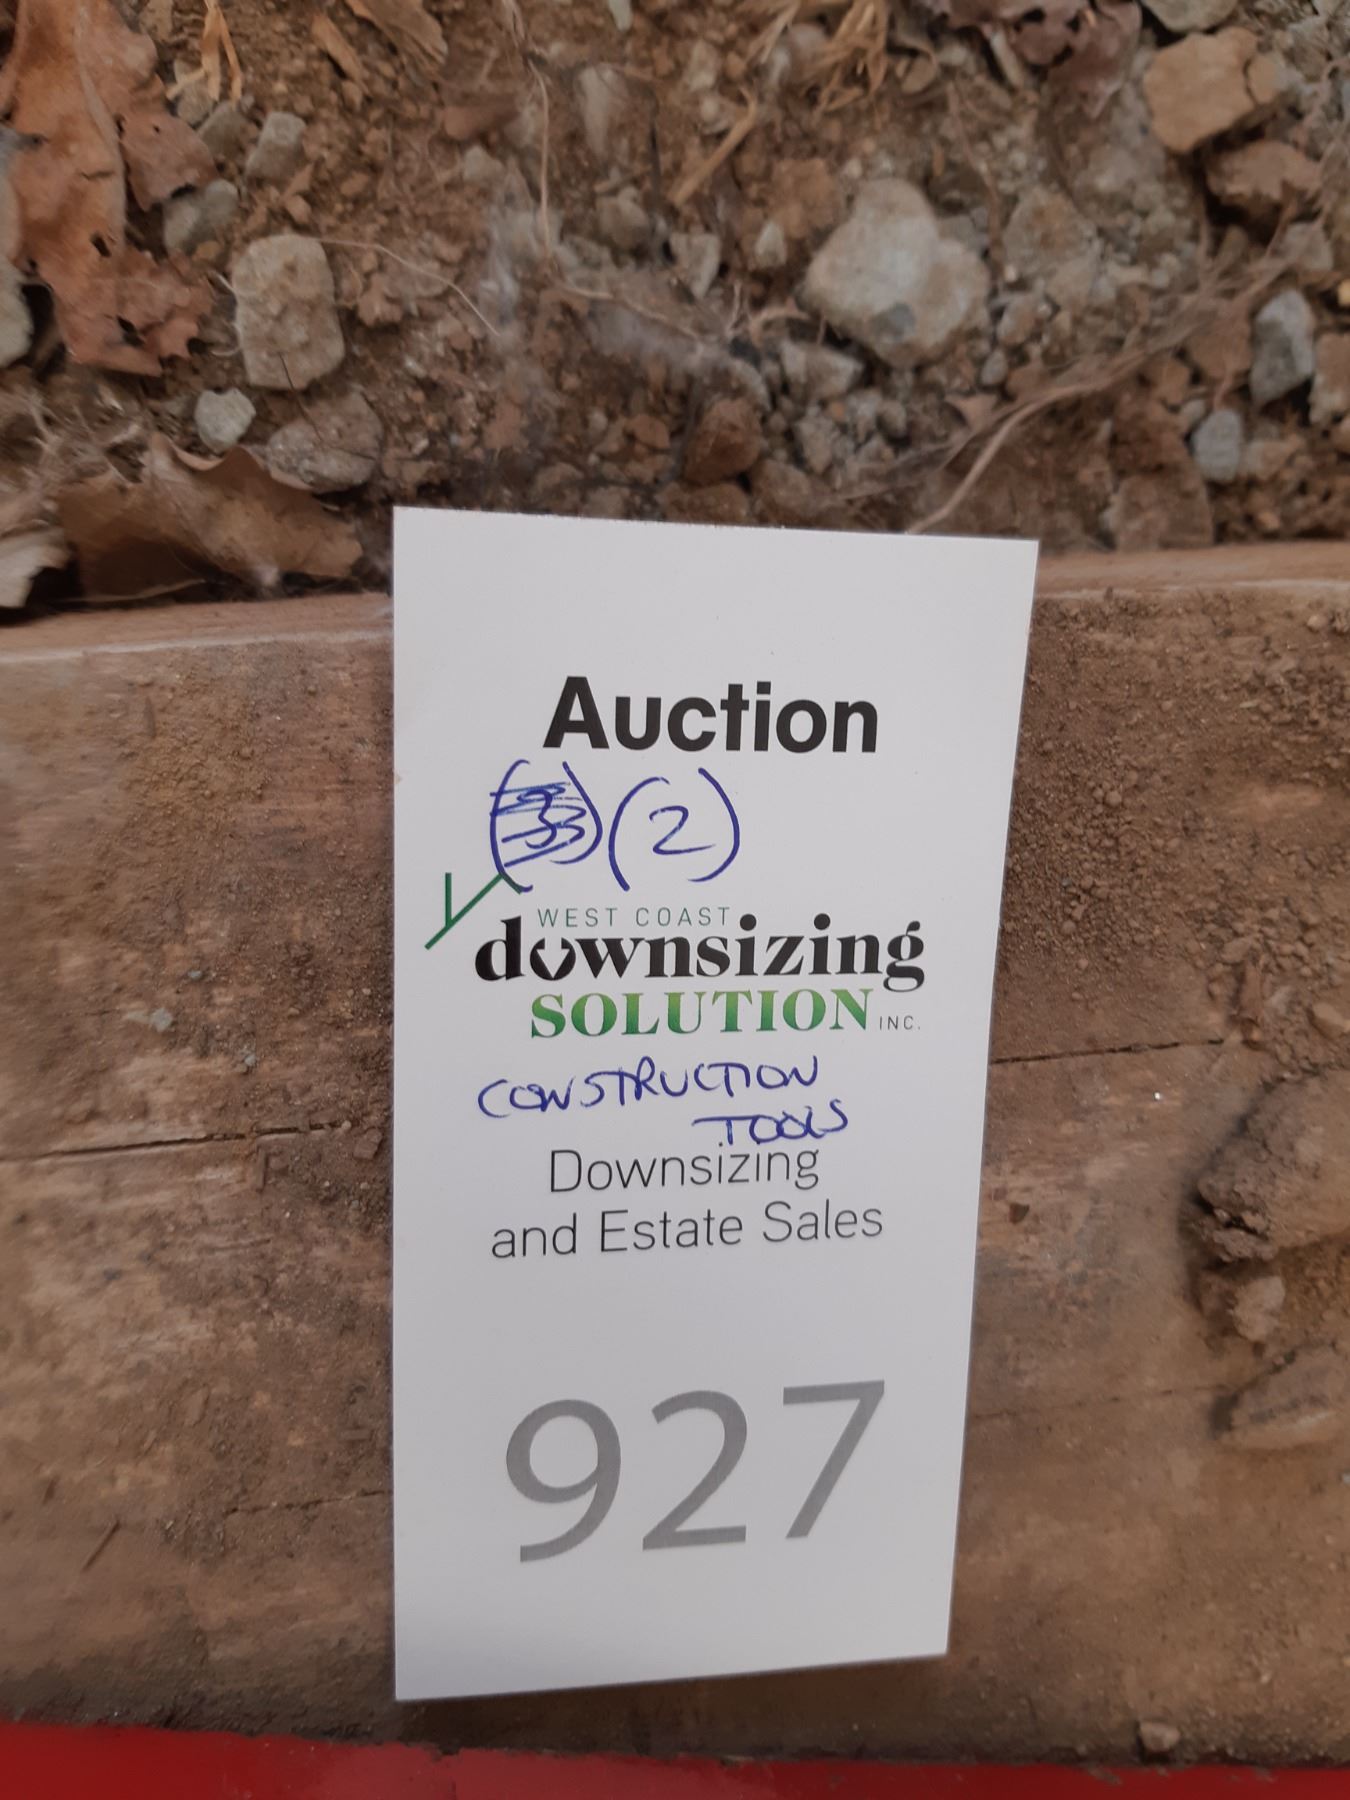 Auction
(2)
WEST COAST
downsizing
SOLUTION INC.
CONSTRUCTION
TOOLS
Downsizing
and Estate Sales
927